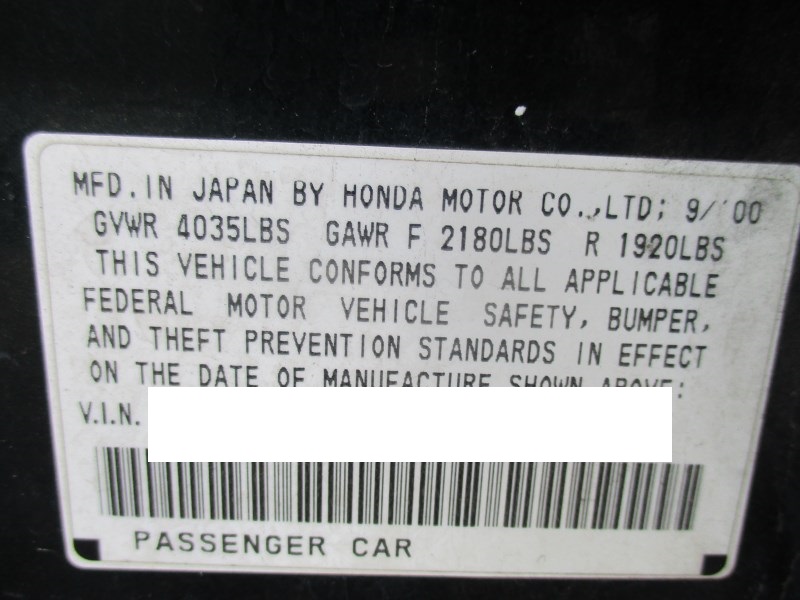 MFD. IN JAPAN BY HONDA MOTOR CO., LTD; 9/00
GVWR 4035LBS GAWR F 2180LBS R 1920LBS
THIS VEHICLE CONFORMS TO ALL APPLICABLE
FEDERAL MOTOR VEHICLE SAFETY, BUMPER,
AND THEFT PREVENTION STANDARDS IN EFFECT
ON THE DATE OF MANUFACTURE SHOWN ABOVE:
V.I.N.
PASSENGER CAR